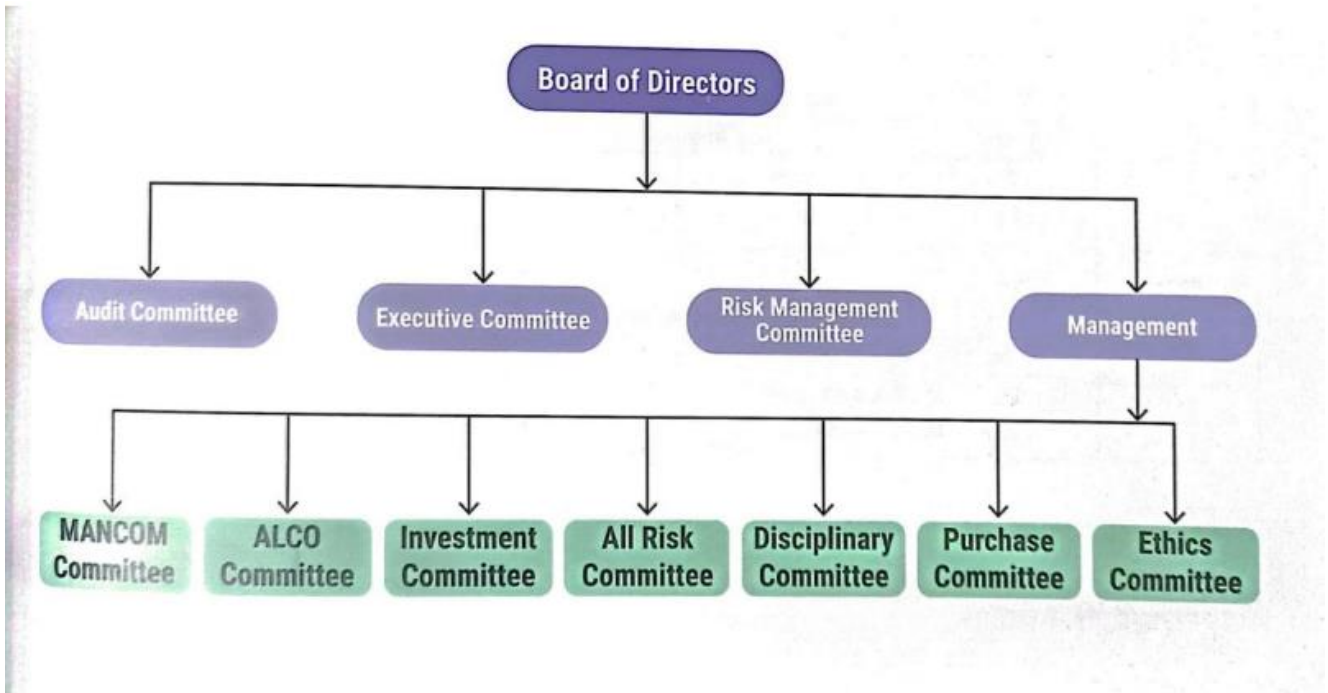 Board of Directors
Audit Committee
Executive Committee
Risk Management
Committee
Management
MANCOM
Committee
ALCO
Committee
Investment
Committee
All Risk
Committee
Disciplinary
Committee
Purchase
Committee
Ethics
Committee